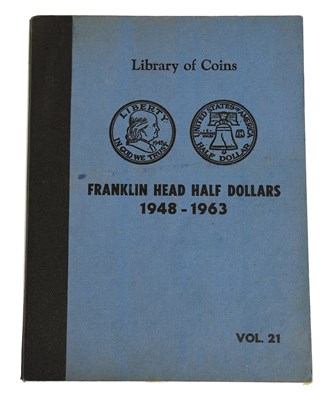 Library of Coins
LIBERTY
IN GOD WE TRUST
1948
UNITED STATES OF AMERICA
HALF DOLLAR
FRANKLIN HEAD HALF DOLLARS
1948 - 1963
VOL. 21